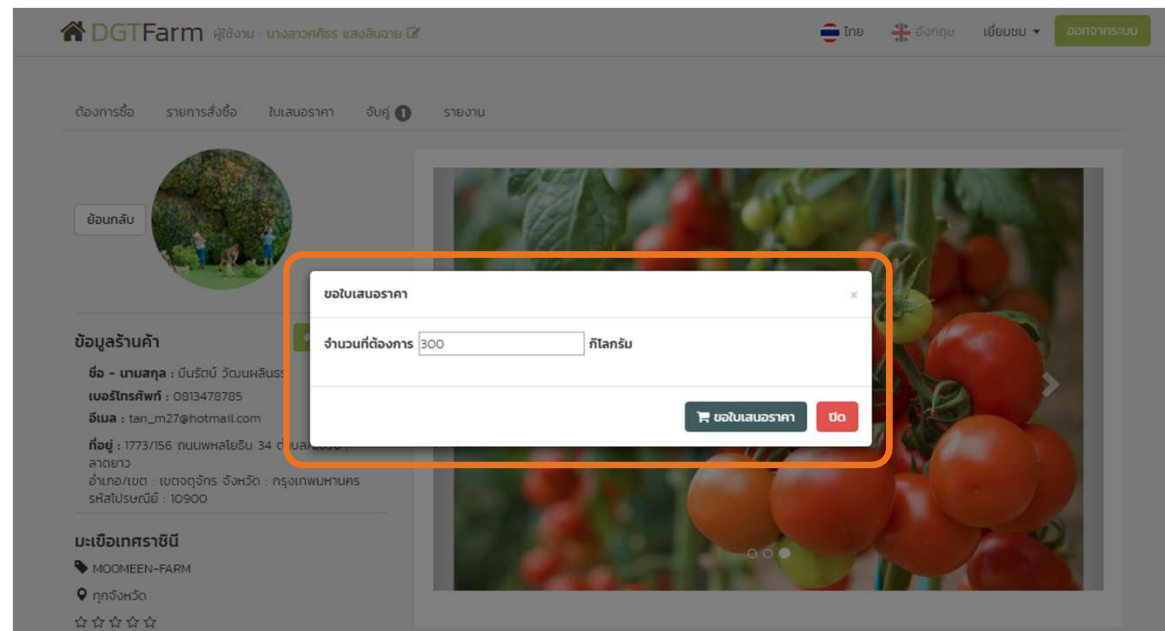 DGTFarm ผู้ใช้งาน : นางสาวศศิธร แสงสินฉาย ไทย อังกฤษ เยี่ยมชม ออกจากระบบ
ต้องการซื้อ รายการสั่งซื้อ ใบเสนอราคา จับคู่ 1 รายงาน
ย้อนกลับ
ขอใบเสนอราคา ×
จำนวนที่ต้องการ 300 กิโลกรัม
ขอใบเสนอราคา ปิด
ข้อมูลร้านค้า
ชื่อ - นามสกุล : มีนรัตน์
เบอร์โทรศัพท์ : 0813478785
อีเมล : tan_m27@hotmail.com
ที่อยู่ : 1773/156 ถนนพหลโยธิน 34
ลาดยาว
อำเภอ/เขต : เขตจตุจักร จังหวัด : กรุงเทพมหานคร
รหัสไปรษณีย์ : 10900
มะเขือเทศราชินี
MOOMEEN-FARM
ทุกจังหวัด